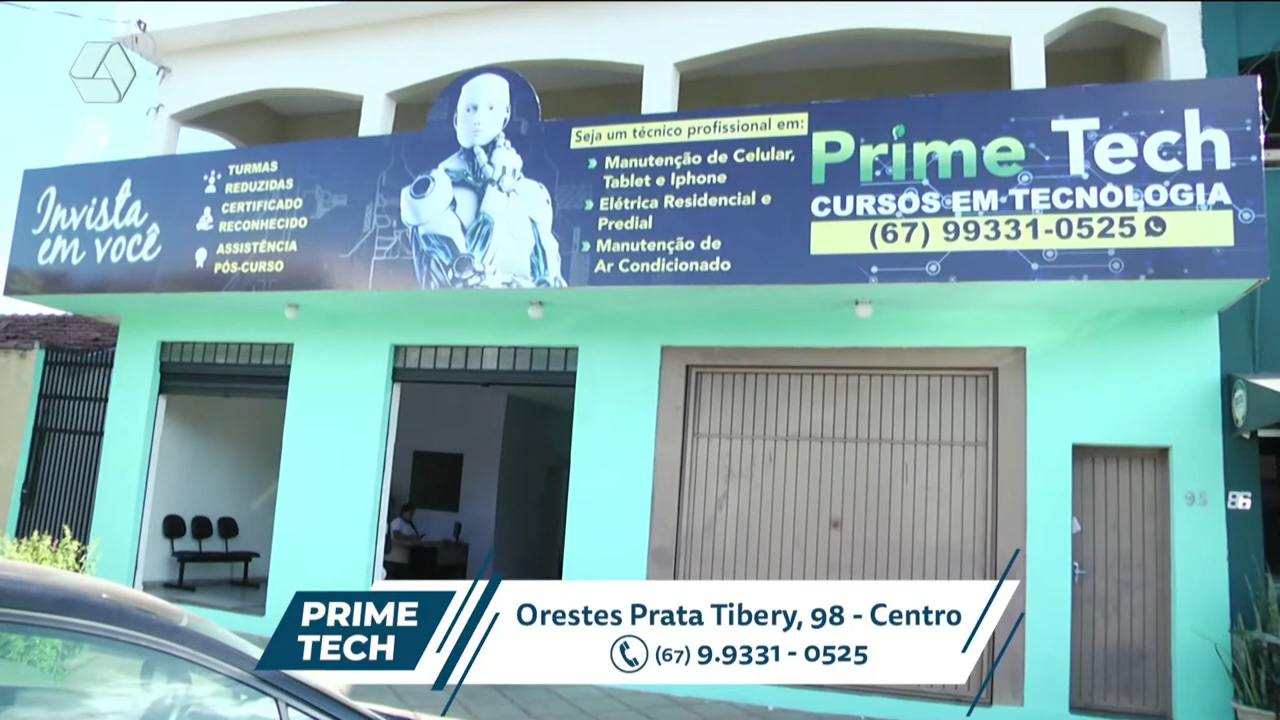 Invista
em você
TURMAS
REDUZIDAS
CERTIFICADO
RECONHECIDO
ASSISTÊNCIA
PÓS-CURSO
Seja um técnico profissional em:
Manutenção de Celular,
Tablet e Iphone
Elétrica Residencial e
Predial
Manutenção de
Ar Condicionado
Prime Tech
CURSOS EM TECNOLOGIA
(67) 99331-0525
86
PRIME
TECH
Orestes Prata Tibery, 98 - Centro
(67) 9.9331 - 0525